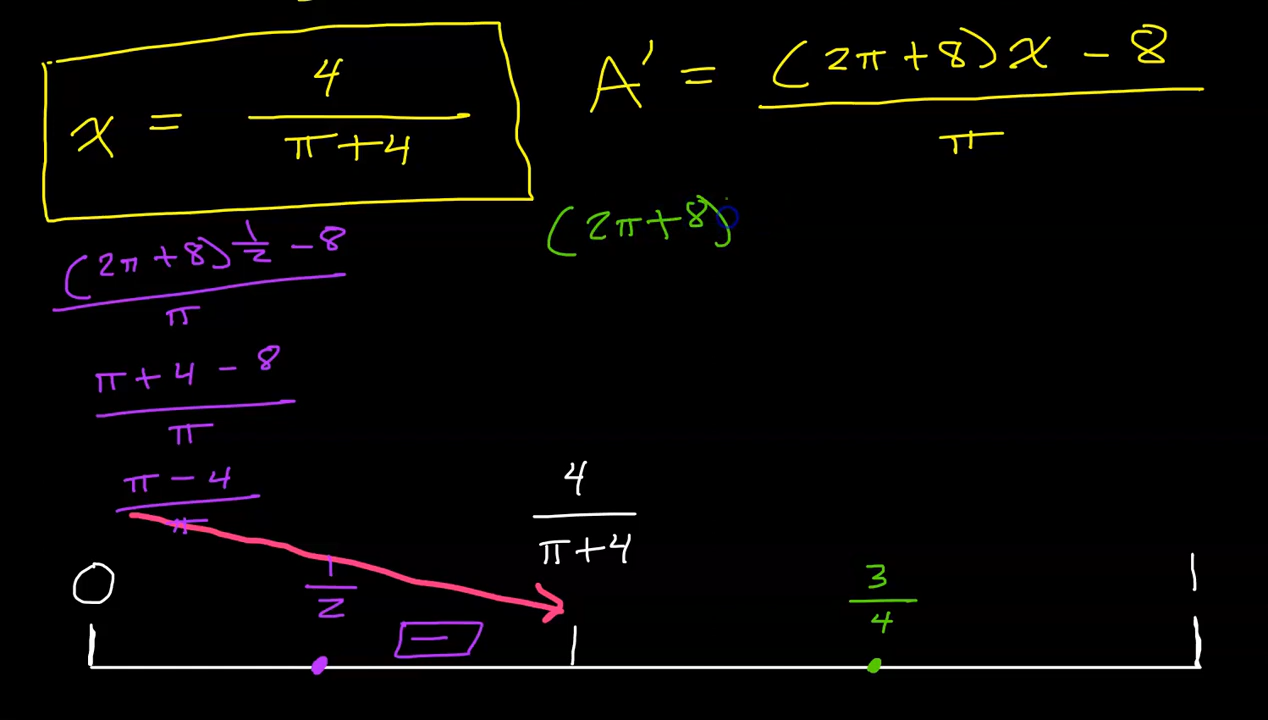 x = 4/(π+4)
A' = ((2π+8)x - 8)/π
((2π+8)1/2 - 8)/π
(2π+8)
(π+4-8)/π
(π-4)/π
4/(π+4)
0
1/2
−
3/4
1